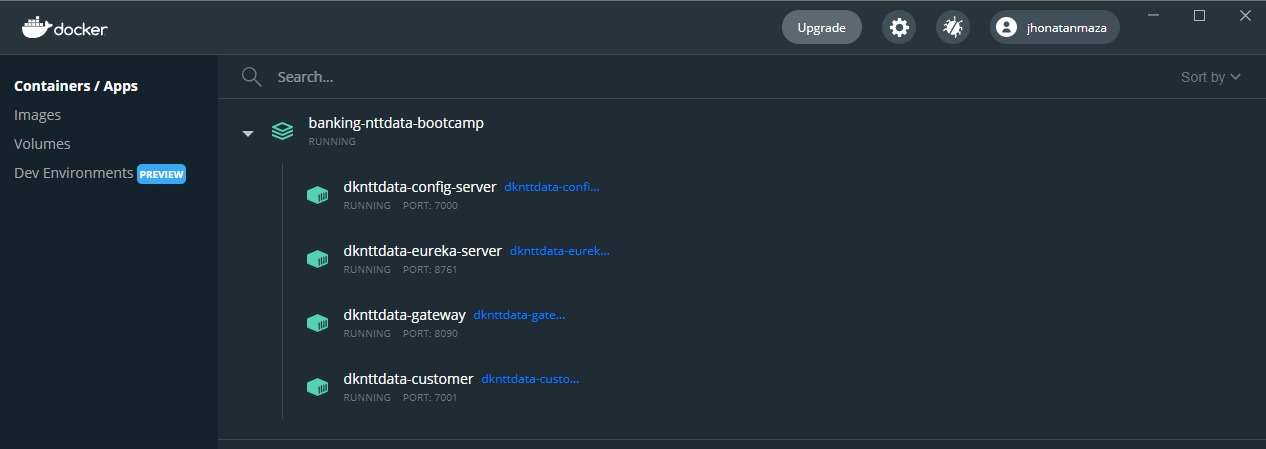 docker
Upgrade
jhonatanmaza
Containers / Apps
Images
Volumes
Dev Environments PREVIEW
Search...
Sort by
banking-nttdata-bootcamp
RUNNING
dknttdata-config-server dknttdata-confi...
RUNNING PORT: 7000
dknttdata-eureka-server dknttdata-eurek...
RUNNING PORT: 8761
dknttdata-gateway dknttdata-gate...
RUNNING PORT: 8090
dknttdata-customer dknttdata-custo...
RUNNING PORT: 7001